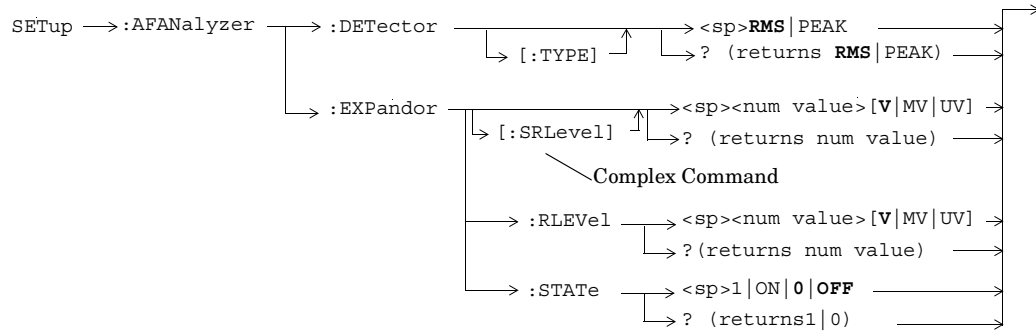 SETup :AFANalyzer :DETector <sp>RMS|PEAK
[:TYPE] ? (returns RMS|PEAK)
:EXPandor <sp><num value>[V|MV|UV]
[:SRLevel] ? (returns num value)
Complex Command
:RLEVel <sp><num value>[V|MV|UV]
?(returns num value)
:STATe <sp>1|ON|0|OFF
? (returns1|0)